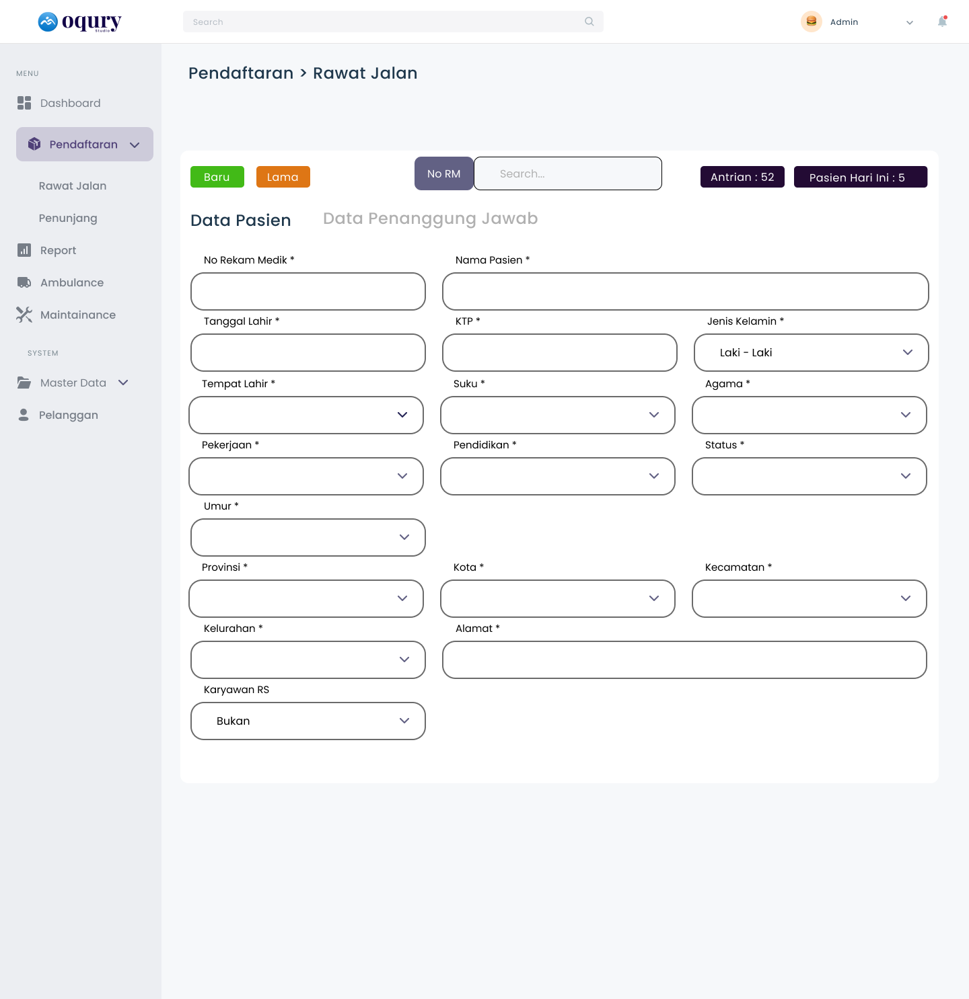 oqury
Studio
Search
Admin
MENU
Dashboard
Pendaftaran
Rawat Jalan
Penunjang
Report
Ambulance
Maintainance
SYSTEM
Master Data
Pelanggan
Pendaftaran > Rawat Jalan
Baru
Lama
No RM
Search...
Antrian : 52
Pasien Hari Ini : 5
Data Pasien
Data Penanggung Jawab
No Rekam Medik *
Nama Pasien *
Tanggal Lahir *
KTP *
Jenis Kelamin *
Laki - Laki
Tempat Lahir *
Suku *
Agama *
Pekerjaan *
Pendidikan *
Status *
Umur *
Provinsi *
Kota *
Kecamatan *
Kelurahan *
Alamat *
Karyawan RS
Bukan